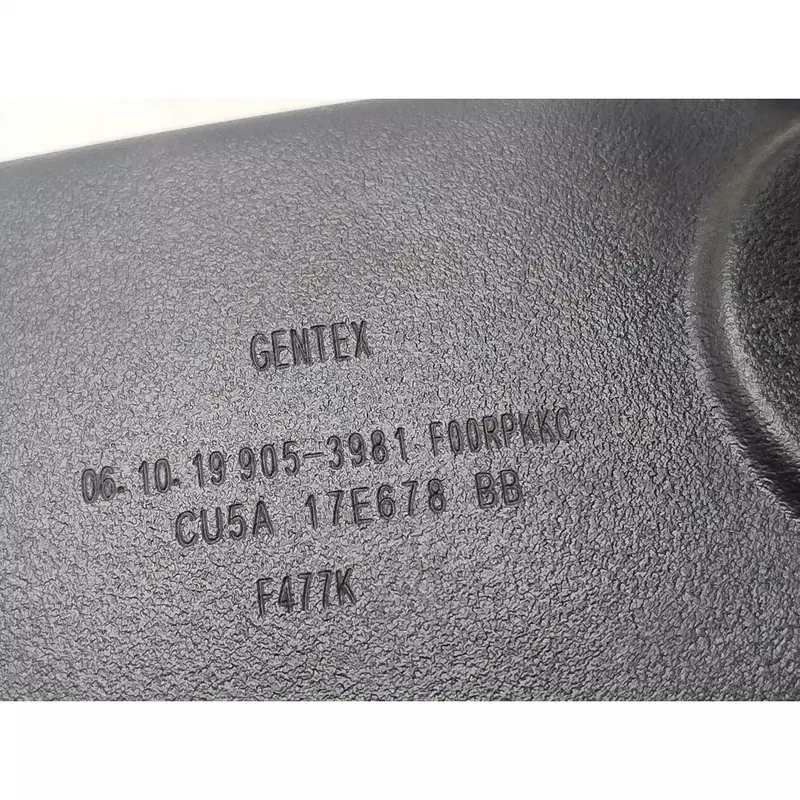 GENTEX
06.10.19 905-3981 F00RPKKC
CU5A 17E678 BB
F477K